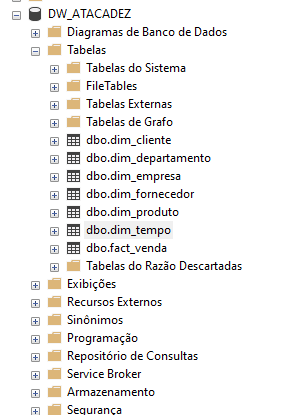 DW_ATACADEZ
Diagramas de Banco de Dados
Tabelas
Tabelas do Sistema
FileTables
Tabelas Externas
Tabelas de Grafo
dbo.dim_cliente
dbo.dim_departamento
dbo.dim_empresa
dbo.dim_fornecedor
dbo.dim_produto
dbo.dim_tempo
dbo.fact_venda
Tabelas do Razão Descartadas
Exibições
Recursos Externos
Sinônimos
Programação
Repositório de Consultas
Service Broker
Armazenamento
Segurança